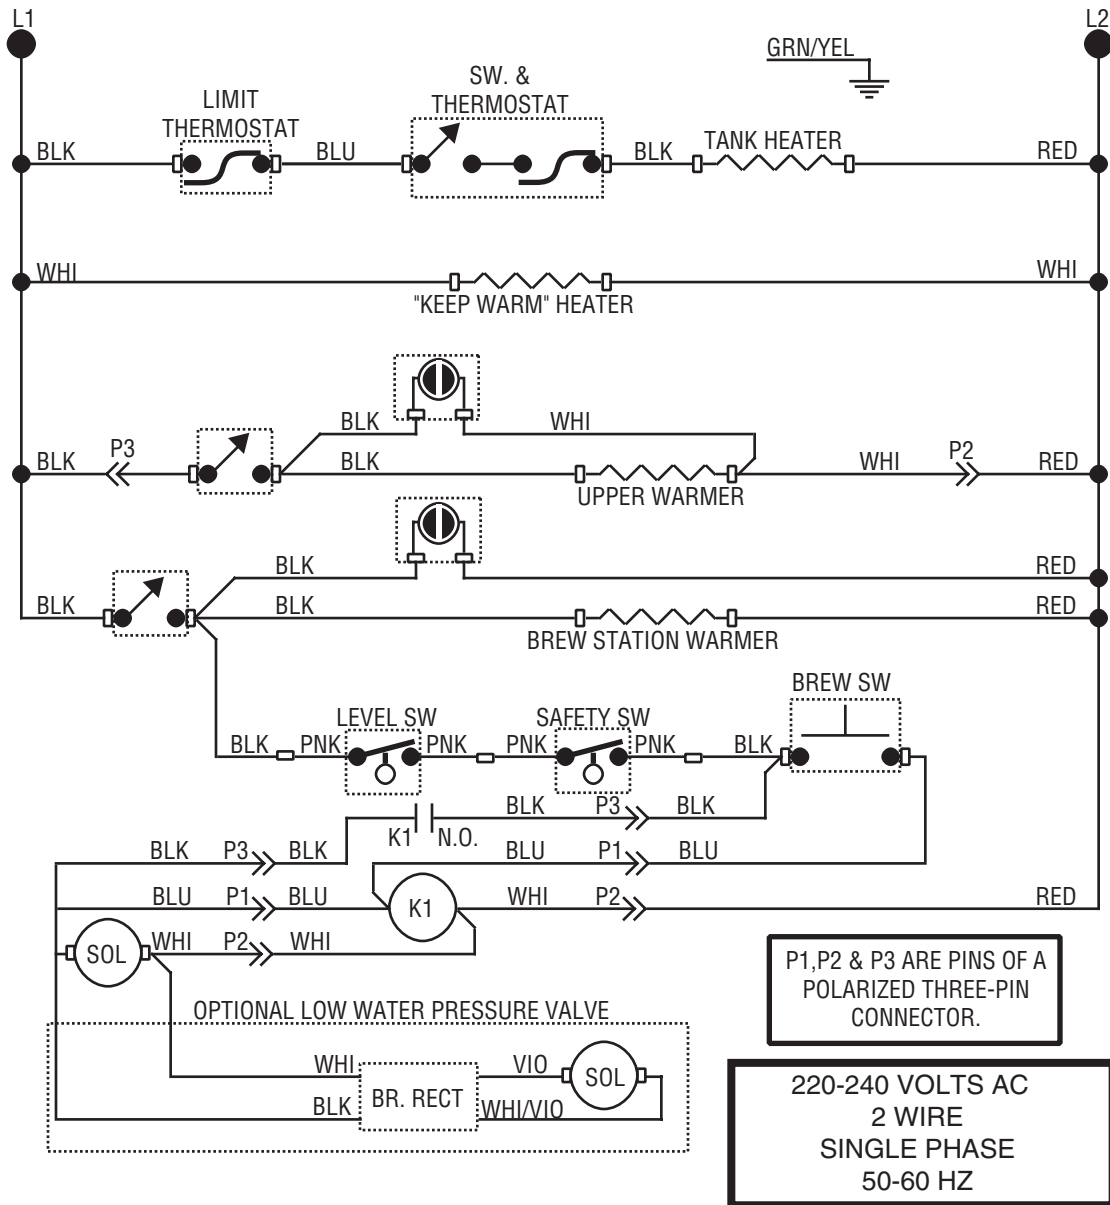 L1
L2
GRN/YEL
SW. &
THERMOSTAT
LIMIT
THERMOSTAT
BLK
BLU
BLK
TANK HEATER
RED
WHI
WHI
"KEEP WARM" HEATER
BLK
WHI
BLK
P3
BLK
WHI
P2
RED
UPPER WARMER
BLK
RED
BLK
BLK
RED
BREW STATION WARMER
BREW SW
LEVEL SW
SAFETY SW
BLK
PNK
PNK
PNK
PNK
BLK
BLK
P3
BLK
K1
N.O.
BLK
P3
BLK
BLU
P1
BLU
BLU
P1
BLU
K1
WHI
P2
RED
SOL
WHI
P2
WHI
P1,P2 & P3 ARE PINS OF A
POLARIZED THREE-PIN
CONNECTOR.
OPTIONAL LOW WATER PRESSURE VALVE
WHI
BR. RECT
VIO
SOL
BLK
WHI/VIO
220-240 VOLTS AC
2 WIRE
SINGLE PHASE
50-60 HZ